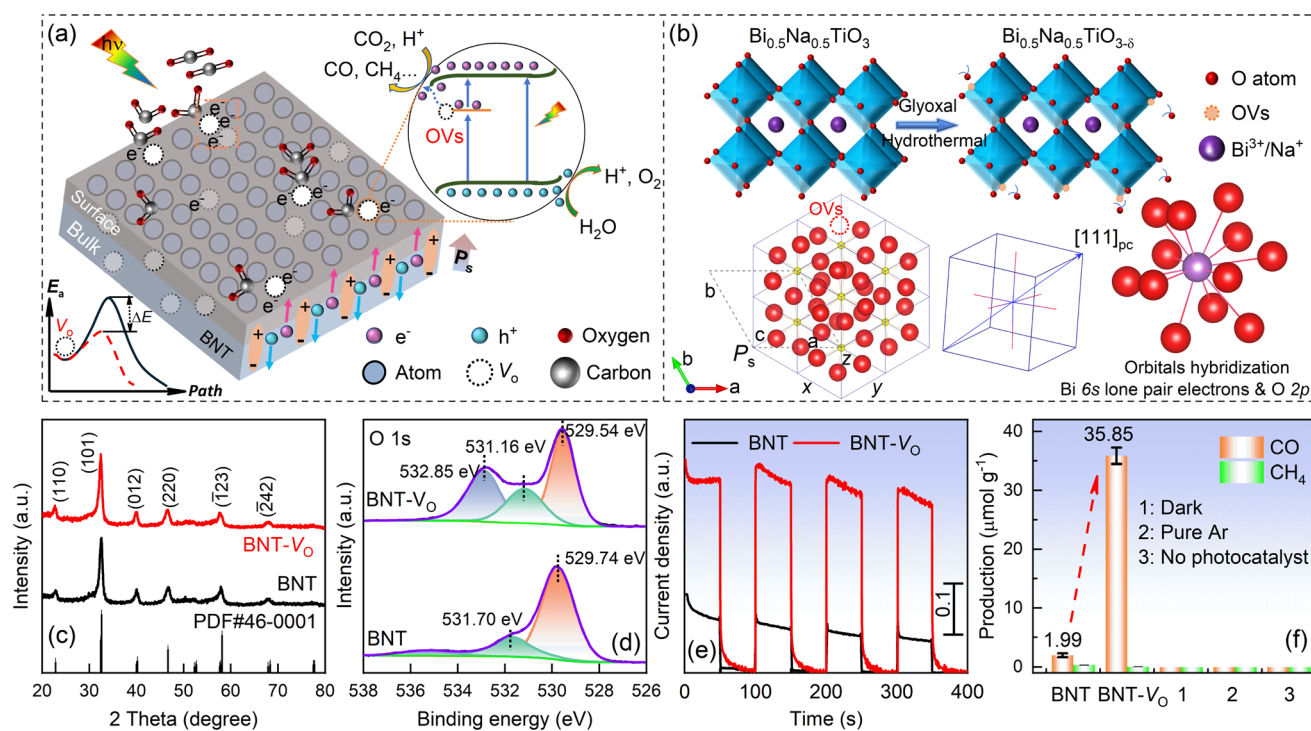 (a)
hν
CO2, H+
CO, CH4...
OVs
H+, O2
H2O
e-
e-
e-
e-
e-
e-
e-
e-
e-
e-
Surface
Bulk
BNT
Ps
+ + + + +
- - - - -
Ea
Vo
ΔE
Path
e-
h+
Oxygen
Atom
VO
Carbon
(b)
Bi0.5Na0.5TiO3
Bi0.5Na0.5TiO3-δ
Glyoxal
Hydrothermal
O atom
OVs
Bi3+/Na+
OVs
b
c
a
z
Ps
x
y
b
a
[111]pc
Orbitals hybridization
Bi 6s lone pair electrons & O 2p
(c)
Intensity (a.u.)
(110)
(101)
(012)
(220)
(1̄23)
(2̄42)
BNT-VO
BNT
PDF#46-0001
20 30 40 50 60 70 80
2 Theta (degree)
(d)
Intensity (a.u.)
O 1s
529.54 eV
531.16 eV
532.85 eV
BNT-VO
529.74 eV
531.70 eV
BNT
538 536 534 532 530 528 526
Binding energy (eV)
(e)
Current density (a.u.)
BNT
BNT-VO
0.1
0 100 200 300 400
Time (s)
(f)
Production (μmol g-1)
40
30
20
10
0
35.85
1.99
CO
CH4
1: Dark
2: Pure Ar
3: No photocatalyst
BNT BNT-VO 1 2 3